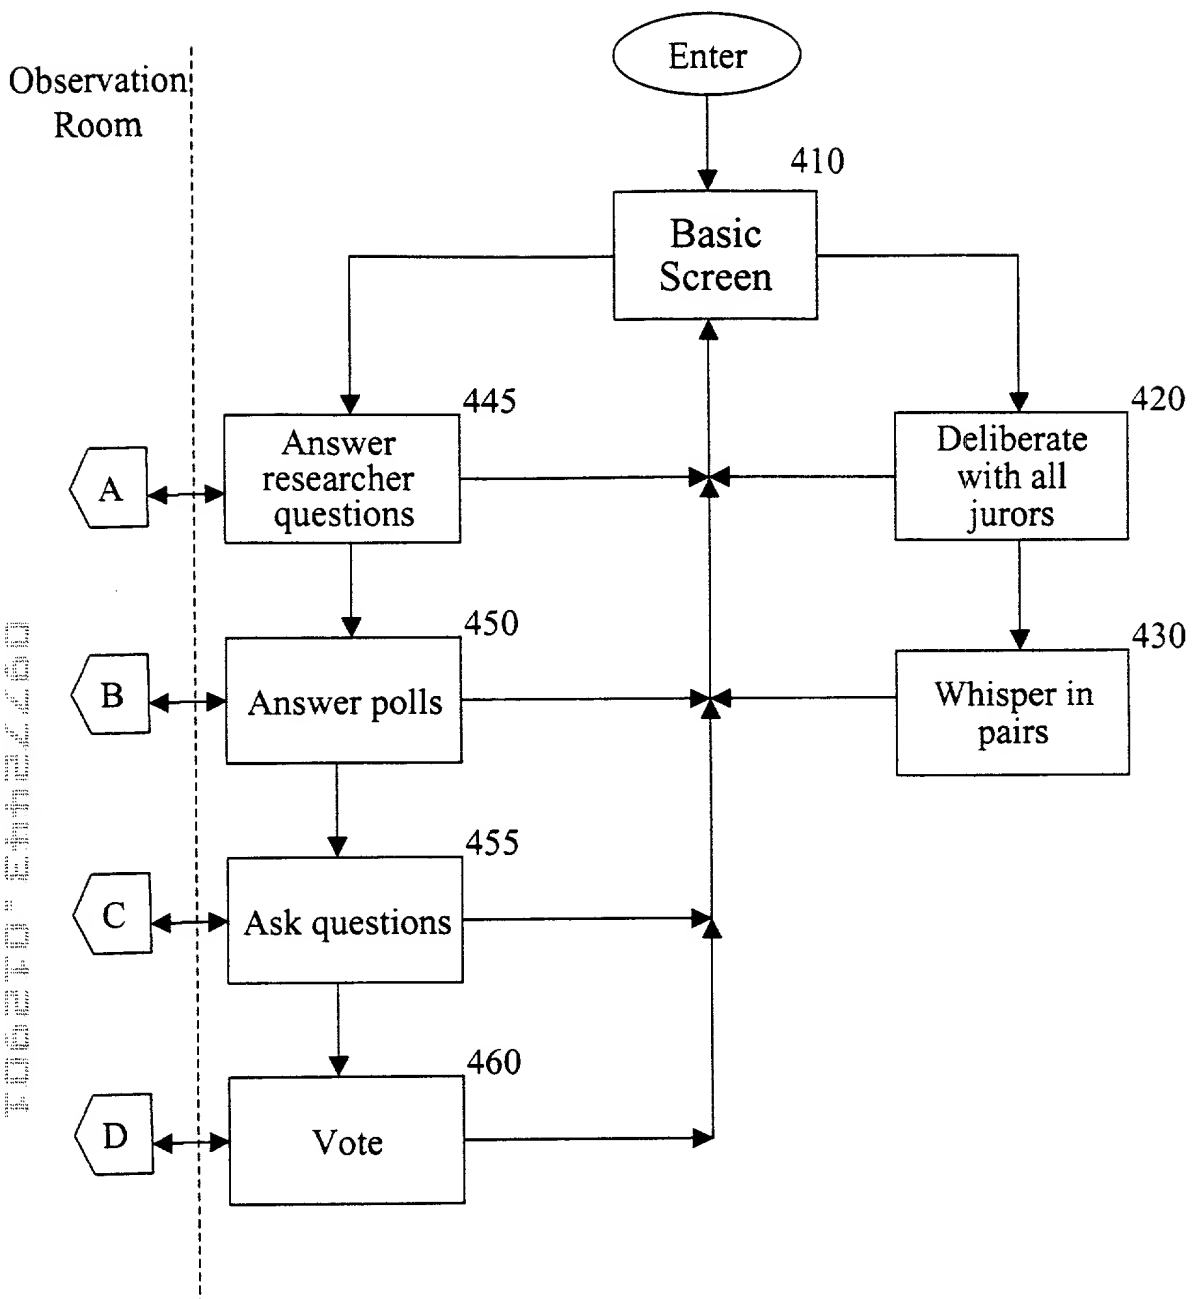 Enter
Observation
Room
410
Basic
Screen
445
Answer
researcher
questions
420
Deliberate
with all
jurors
A
450
Answer polls
430
Whisper in
pairs
B
455
Ask questions
C
460
Vote
D